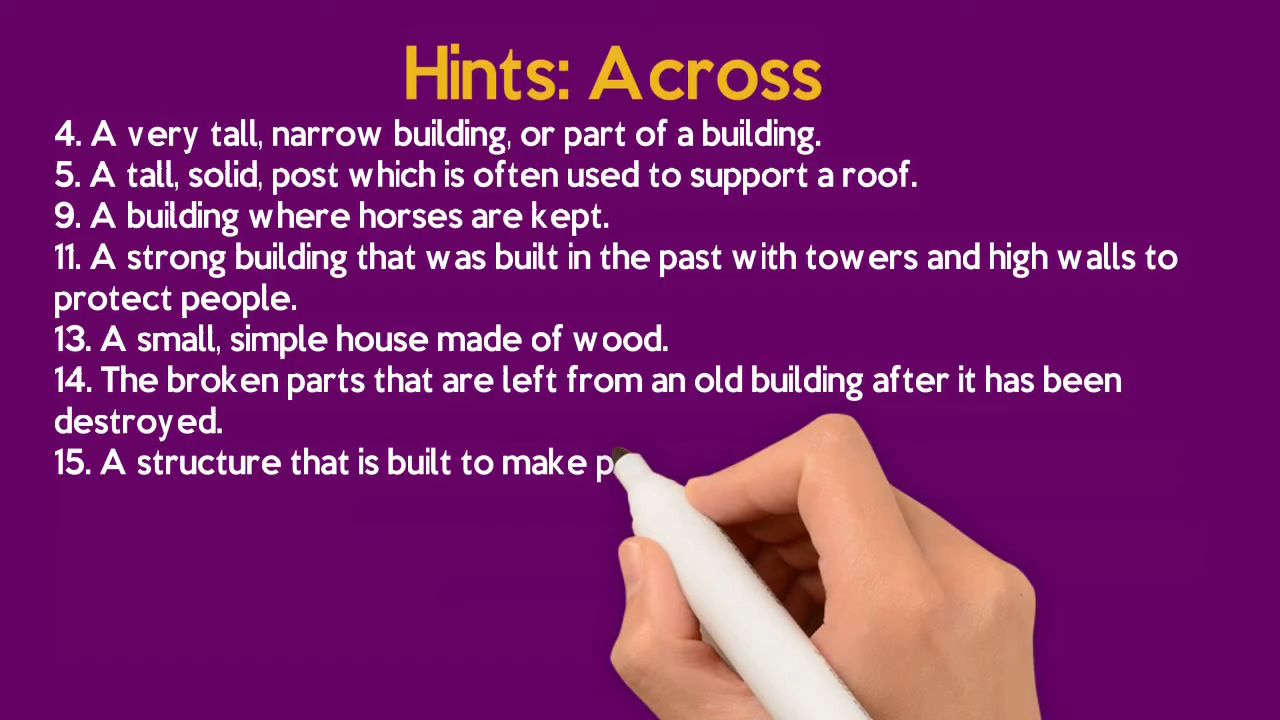 Hints: Across
4. A very tall, narrow building, or part of a building.
5. A tall, solid, post which is often used to support a roof.
9. A building where horses are kept.
11. A strong building that was built in the past with towers and high walls to
protect people.
13. A small, simple house made of wood.
14. The broken parts that are left from an old building after it has been
destroyed.
15. A structure that is built to make p